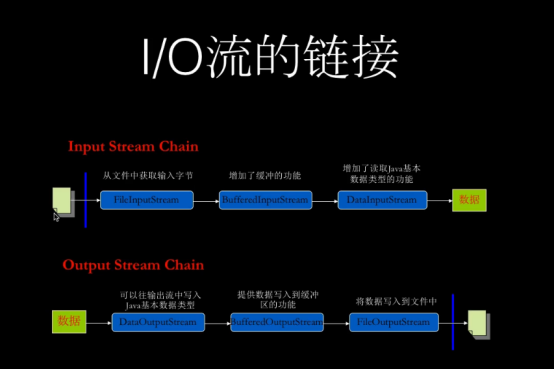 I/O流的链接
Input Stream Chain
从文件中获取输入字节
增加了缓冲的功能
增加了读取Java基本
数据类型的功能
FileInputStream
BufferedInputStream
DataInputStream
数据
Output Stream Chain
可以往输出流中写入
Java基本数据类型
提供数据写入到缓冲
区的功能
将数据写入到文件中
数据
DataOutputStream
BufferedOutputStream
FileOutputStream